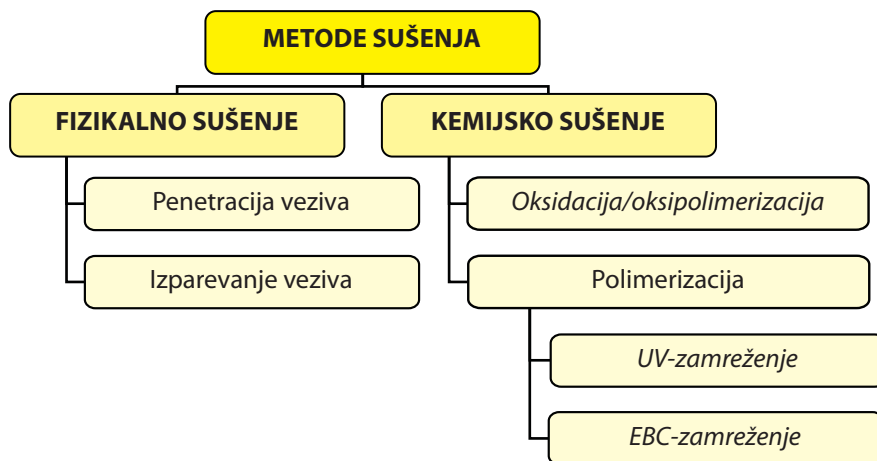 METODE SUŠENJA
FIZIKALNO SUŠENJE
Penetracija veziva
Izparevanje veziva
KEMIJSKO SUŠENJE
Oksidacija/oksipolimerizacija
Polimerizacija
UV-zamreženje
EBC-zamreženje